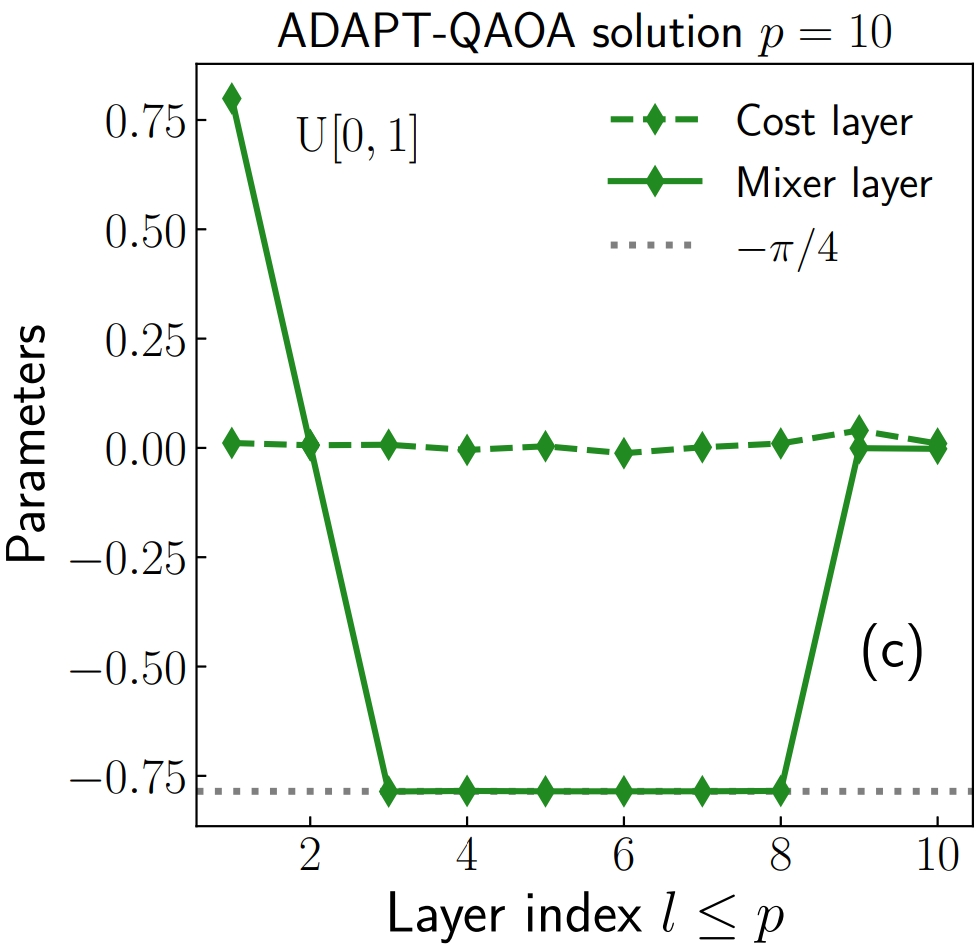 ADAPT-QAOA solution p = 10
U[0, 1]
Cost layer
Mixer layer
−π/4
0.75
0.50
0.25
0.00
−0.25
−0.50
−0.75
Parameters
(c)
2 4 6 8 10
Layer index l ≤ p